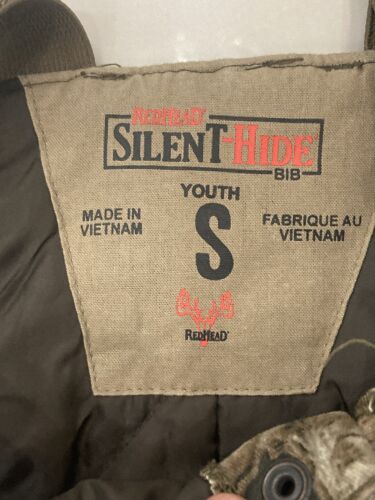 REDHEAD
SILENT-HIDE
BIB
YOUTH
MADE IN
VIETNAM
S
FABRIQUE AU
VIETNAM
REDHEAD